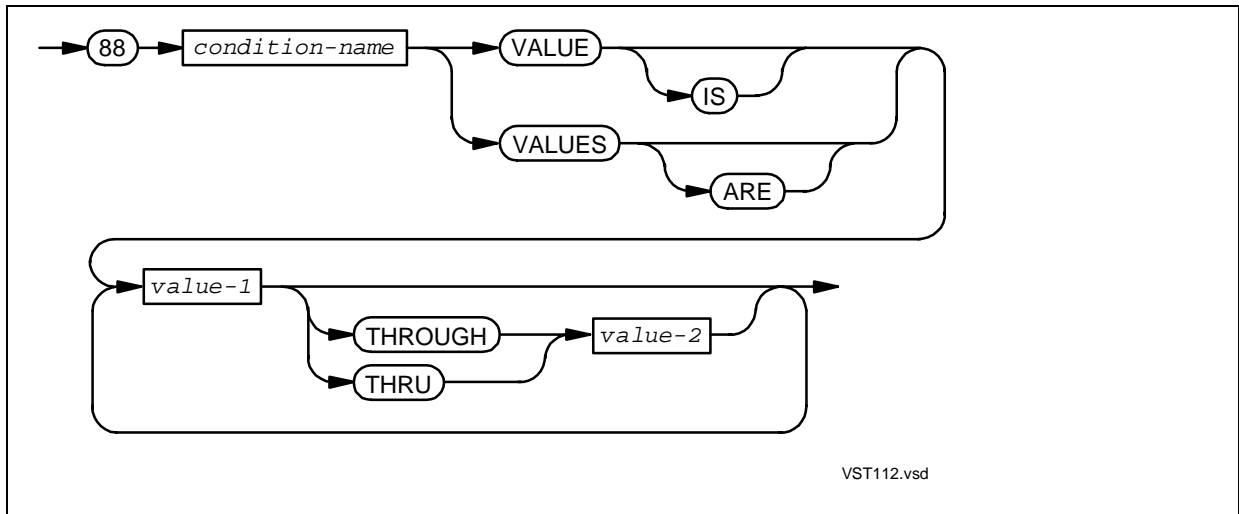 88 condition-name VALUE
IS
VALUES
ARE
value-1
THROUGH value-2
THRU
VST112.vsd